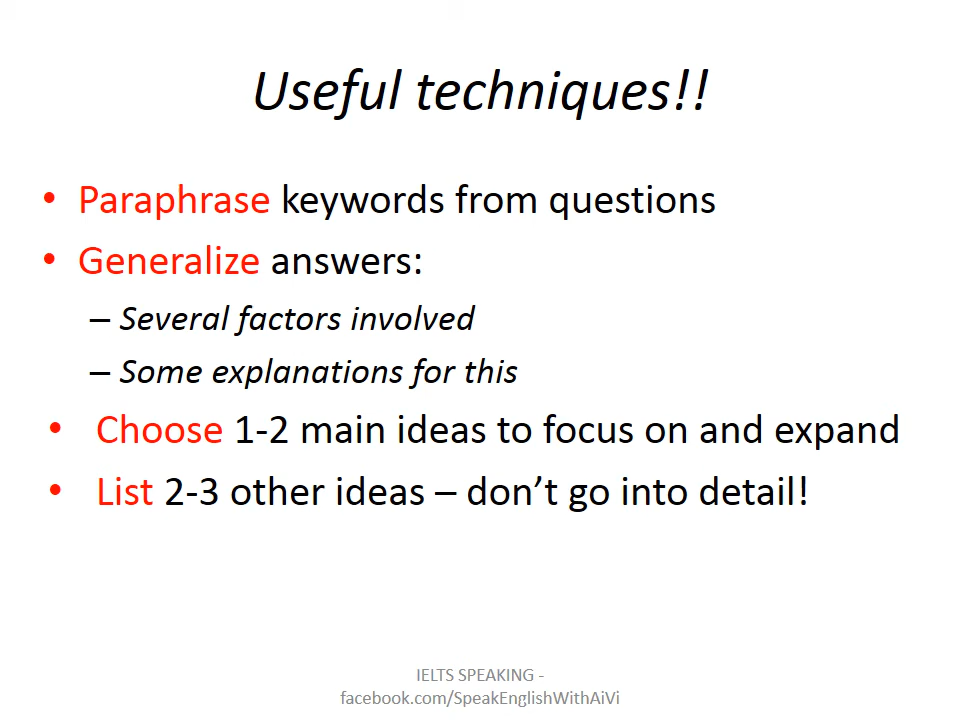 Useful techniques!!
• Paraphrase keywords from questions
• Generalize answers:
– Several factors involved
– Some explanations for this
• Choose 1-2 main ideas to focus on and expand
• List 2-3 other ideas – don’t go into detail!
IELTS SPEAKING -
facebook.com/SpeakEnglishWithAiVi